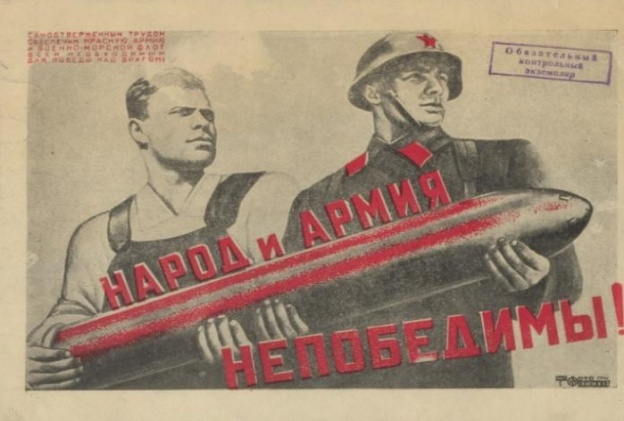 САМООТВЕРЖЕННЫМ ТРУДОМ
ОБЕСПЕЧИМ КРАСНУЮ АРМИЮ
И ВОЕННО-МОРСКОЙ ФЛОТ
ВСЕМ НЕОБХОДИМЫМ
ДЛЯ ПОБЕДЫ НАД ВРАГОМ!
Обязательный
контрольный
экземпляр
НАРОД И АРМИЯ
НЕПОБЕДИМЫ!